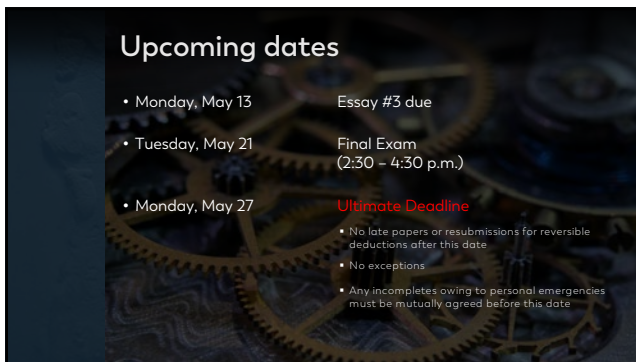 Upcoming dates
• Monday, May 13 Essay #3 due
• Tuesday, May 21 Final Exam
(2:30 – 4:30 p.m.)
• Monday, May 27 Ultimate Deadline
▪ No late papers or resubmissions for reversible
deductions after this date
▪ No exceptions
▪ Any incompletes owing to personal emergencies
must be mutually agreed before this date